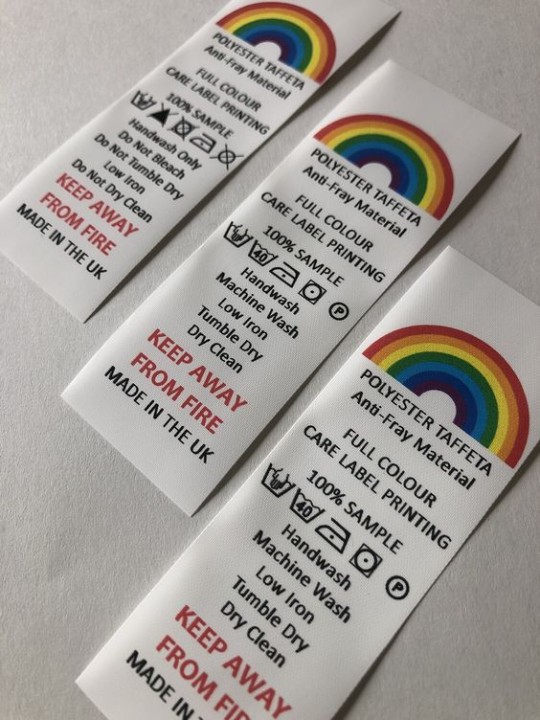 POLYESTER TAFFETA
Anti-Fray Material
FULL COLOUR
CARE LABEL PRINTING
100% SAMPLE
Handwash Only
Do Not Bleach
Do Not Tumble Dry
Low Iron
Do Not Dry Clean
KEEP AWAY
FROM FIRE
MADE IN THE UK
POLYESTER TAFFETA
Anti-Fray Material
FULL COLOUR
CARE LABEL PRINTING
100% SAMPLE
40 P
Handwash
Machine Wash
Low Iron
Tumble Dry
Dry Clean
KEEP AWAY
FROM FIRE
MADE IN THE UK
POLYESTER TAFFETA
Anti-Fray Material
FULL COLOUR
CARE LABEL PRINTING
100% SAMPLE
40 P
Handwash
Machine Wash
Low Iron
Tumble Dry
Dry Clean
KEEP AWAY
FROM FIRE
MADE IN